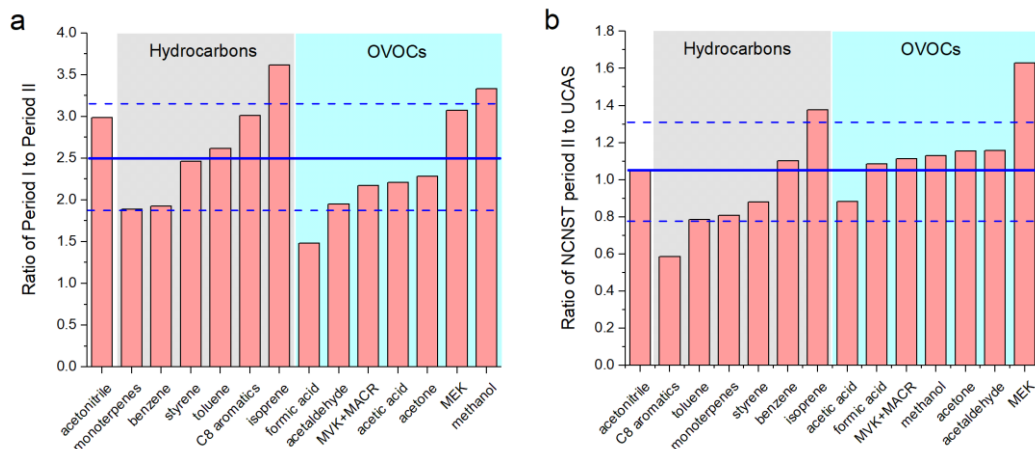 a
Hydrocarbons
OVOCs
Ratio of Period I to Period II
4.0
3.5
3.0
2.5
2.0
1.5
1.0
0.5
0.0
acetonitrile
monoterpenes
benzene
styrene
toluene
C8 aromatics
isoprene
formic acid
acetaldehyde
MVK+MACR
acetic acid
acetone
MEK
methanol
b
Hydrocarbons
OVOCs
Ratio of NCNST period II to UCAS
1.8
1.6
1.4
1.2
1.0
0.8
0.6
0.4
0.2
0.0
acetonitrile
C8 aromatics
toluene
monoterpenes
styrene
benzene
isoprene
acetic acid
formic acid
MVK+MACR
methanol
acetone
acetaldehyde
MEK